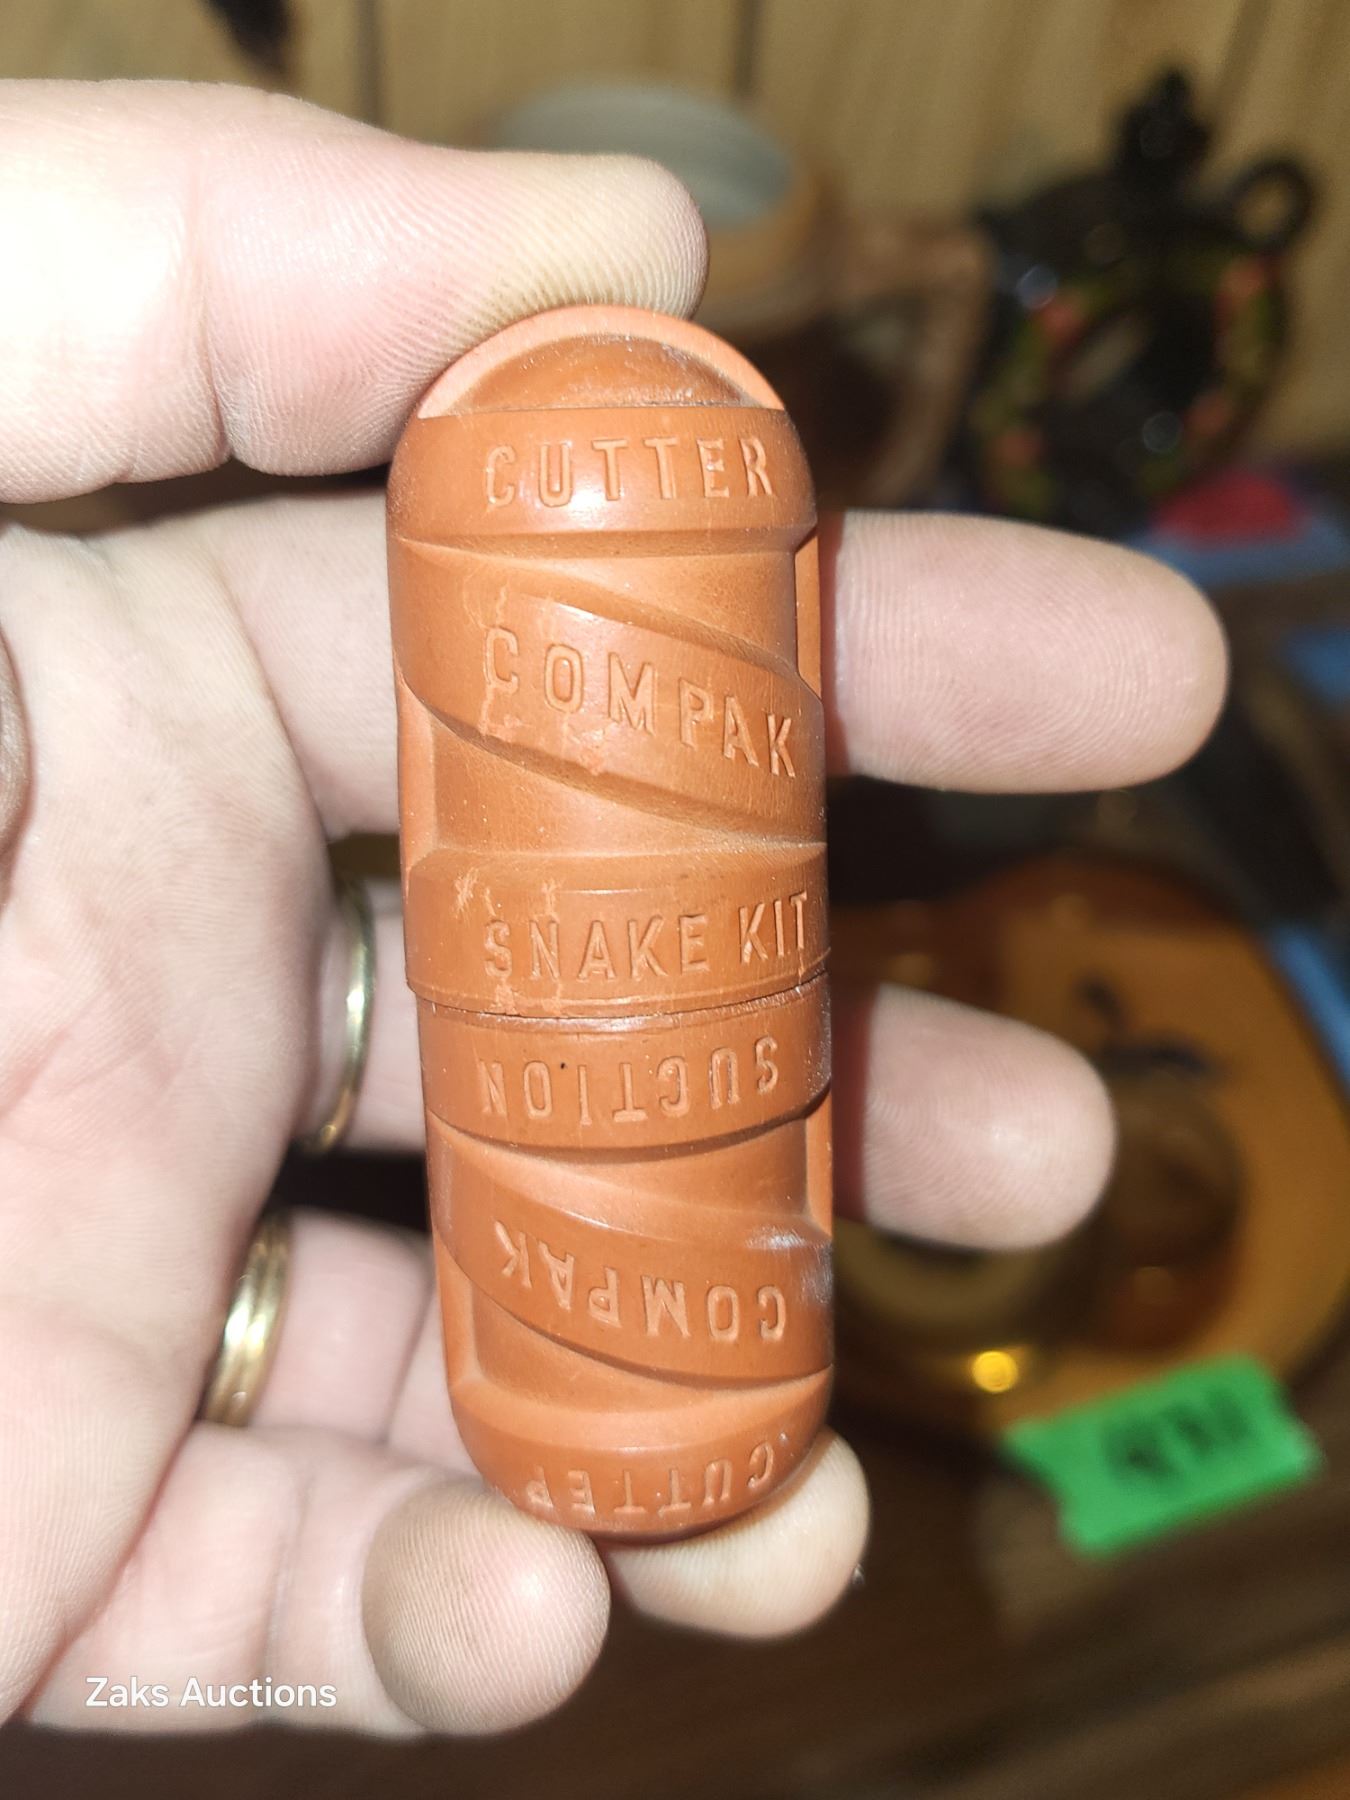 CUTTER
COMPAK
SNAKE KIT
SUCTION
COMPAK
CUTTER
Zaks Auctions